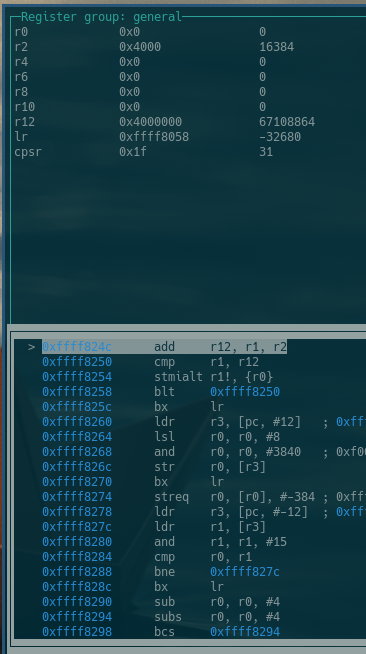 Register group: general
r0 0x0 0
r2 0x4000 16384
r4 0x0 0
r6 0x0 0
r8 0x0 0
r10 0x0 0
r12 0x4000000 67108864
lr 0xffff8058 -32680
cpsr 0x1f 31
> 0xffff824c add r12, r1, r2
0xffff8250 cmp r1, r12
0xffff8254 stmialt r1!, {r0}
0xffff8258 blt 0xffff8250
0xffff825c bx lr
0xffff8260 ldr r3, [pc, #12] ; 0xff
0xffff8264 lsl r0, r0, #8
0xffff8268 and r0, r0, #3840 ; 0xf00
0xffff826c str r0, [r3]
0xffff8270 bx lr
0xffff8274 streq r0, [r0], #-384 ; 0xff
0xffff8278 ldr r3, [pc, #-12] ; 0xff
0xffff827c ldr r1, [r3]
0xffff8280 and r1, r1, #15
0xffff8284 cmp r0, r1
0xffff8288 bne 0xffff827c
0xffff828c bx lr
0xffff8290 sub r0, r0, #4
0xffff8294 subs r0, r0, #4
0xffff8298 bcs 0xffff8294